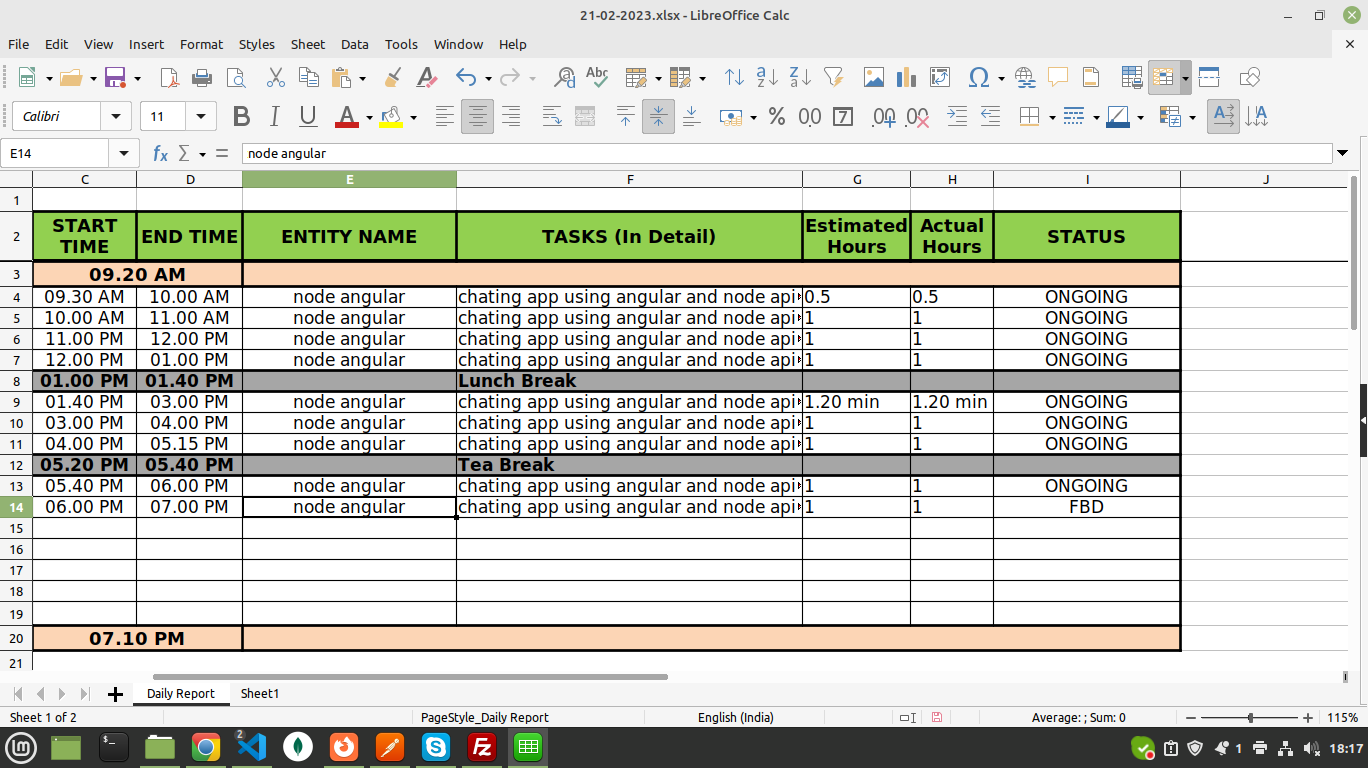 21-02-2023.xlsx - LibreOffice Calc
File Edit View Insert Format Styles Sheet Data Tools Window Help
Calibri 11
E14 node angular
C D E F G H I J
1
2 START TIME END TIME ENTITY NAME TASKS (In Detail) Estimated Hours Actual Hours STATUS
3 09.20 AM
4 09.30 AM 10.00 AM node angular chating app using angular and node api 0.5 0.5 ONGOING
5 10.00 AM 11.00 AM node angular chating app using angular and node api 1 1 ONGOING
6 11.00 PM 12.00 PM node angular chating app using angular and node api 1 1 ONGOING
7 12.00 PM 01.00 PM node angular chating app using angular and node api 1 1 ONGOING
8 01.00 PM 01.40 PM Lunch Break
9 01.40 PM 03.00 PM node angular chating app using angular and node api 1.20 min 1.20 min ONGOING
10 03.00 PM 04.00 PM node angular chating app using angular and node api 1 1 ONGOING
11 04.00 PM 05.15 PM node angular chating app using angular and node api 1 1 ONGOING
12 05.20 PM 05.40 PM Tea Break
13 05.40 PM 06.00 PM node angular chating app using angular and node api 1 1 ONGOING
14 06.00 PM 07.00 PM node angular chating app using angular and node api 1 1 FBD
15
16
17
18
19
20 07.10 PM
21
Daily Report Sheet1
Sheet 1 of 2 PageStyle_Daily Report English (India) Average: ; Sum: 0 115%
2 1 18:17